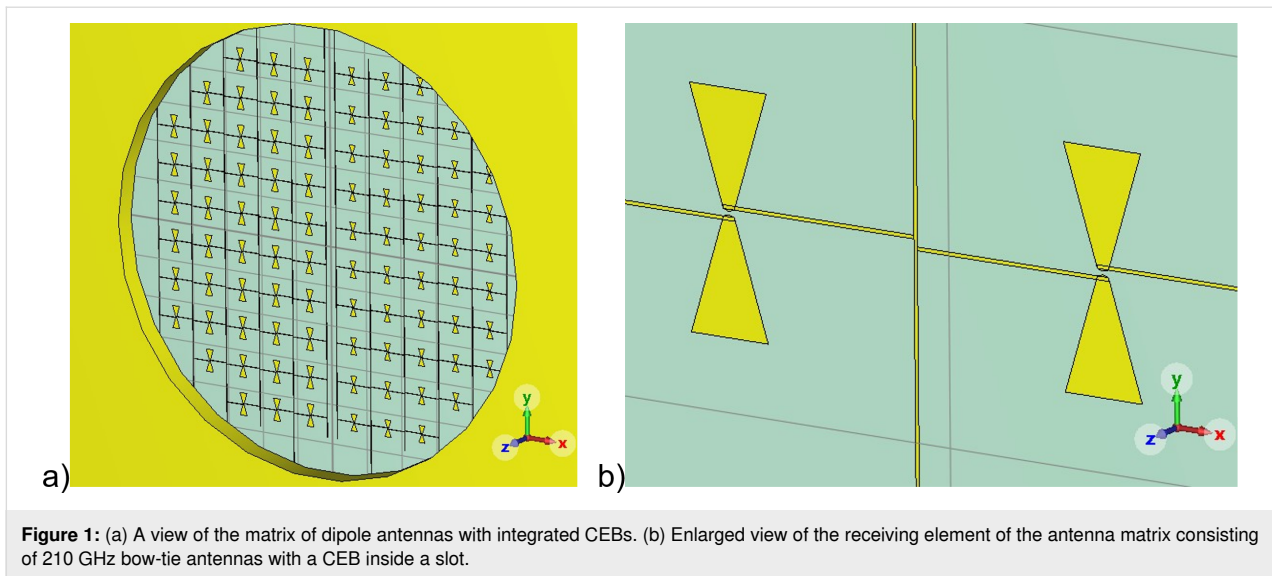 y
x
z
a)
y
x
z
b)
Figure 1: (a) A view of the matrix of dipole antennas with integrated CEBs. (b) Enlarged view of the receiving element of the antenna matrix consisting
of 210 GHz bow-tie antennas with a CEB inside a slot.